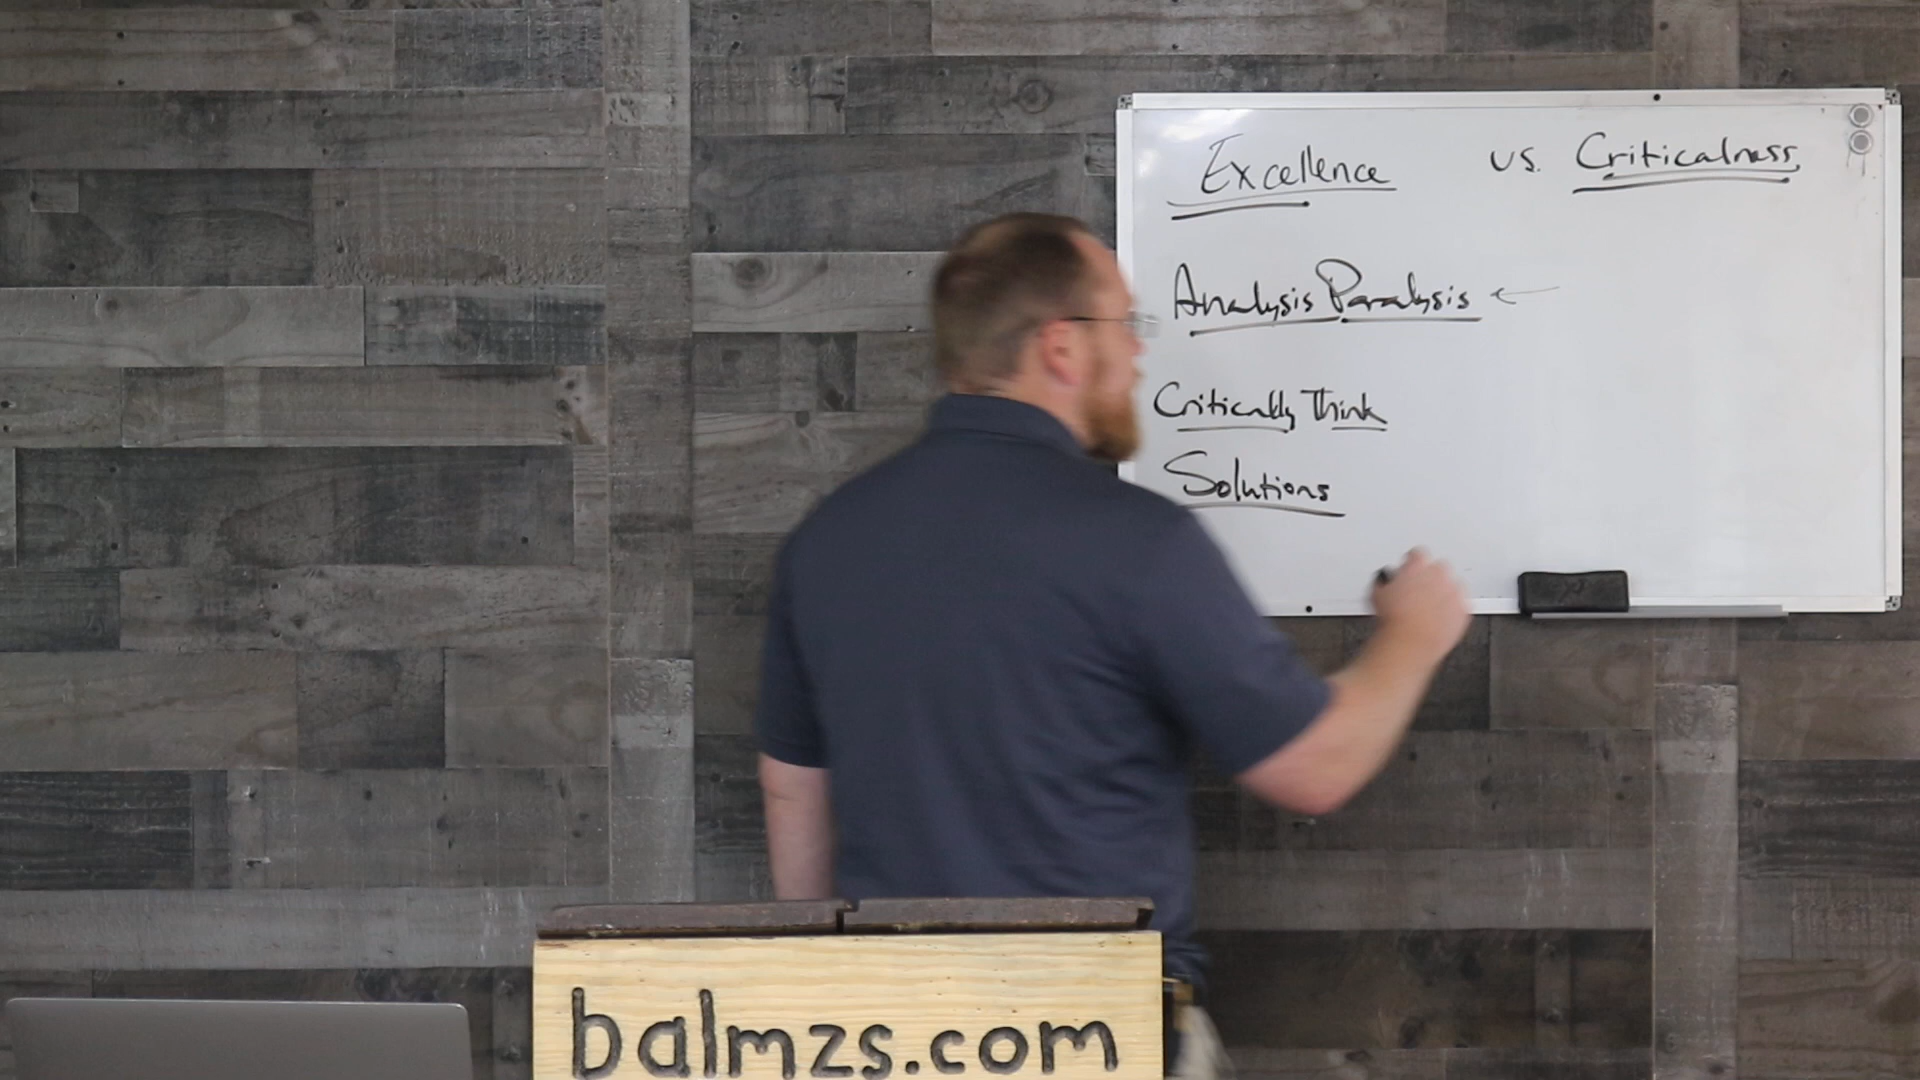 Excellence vs. Criticalness
Analysis Paralysis ←
Critically Think
Solutions
balmzs.com